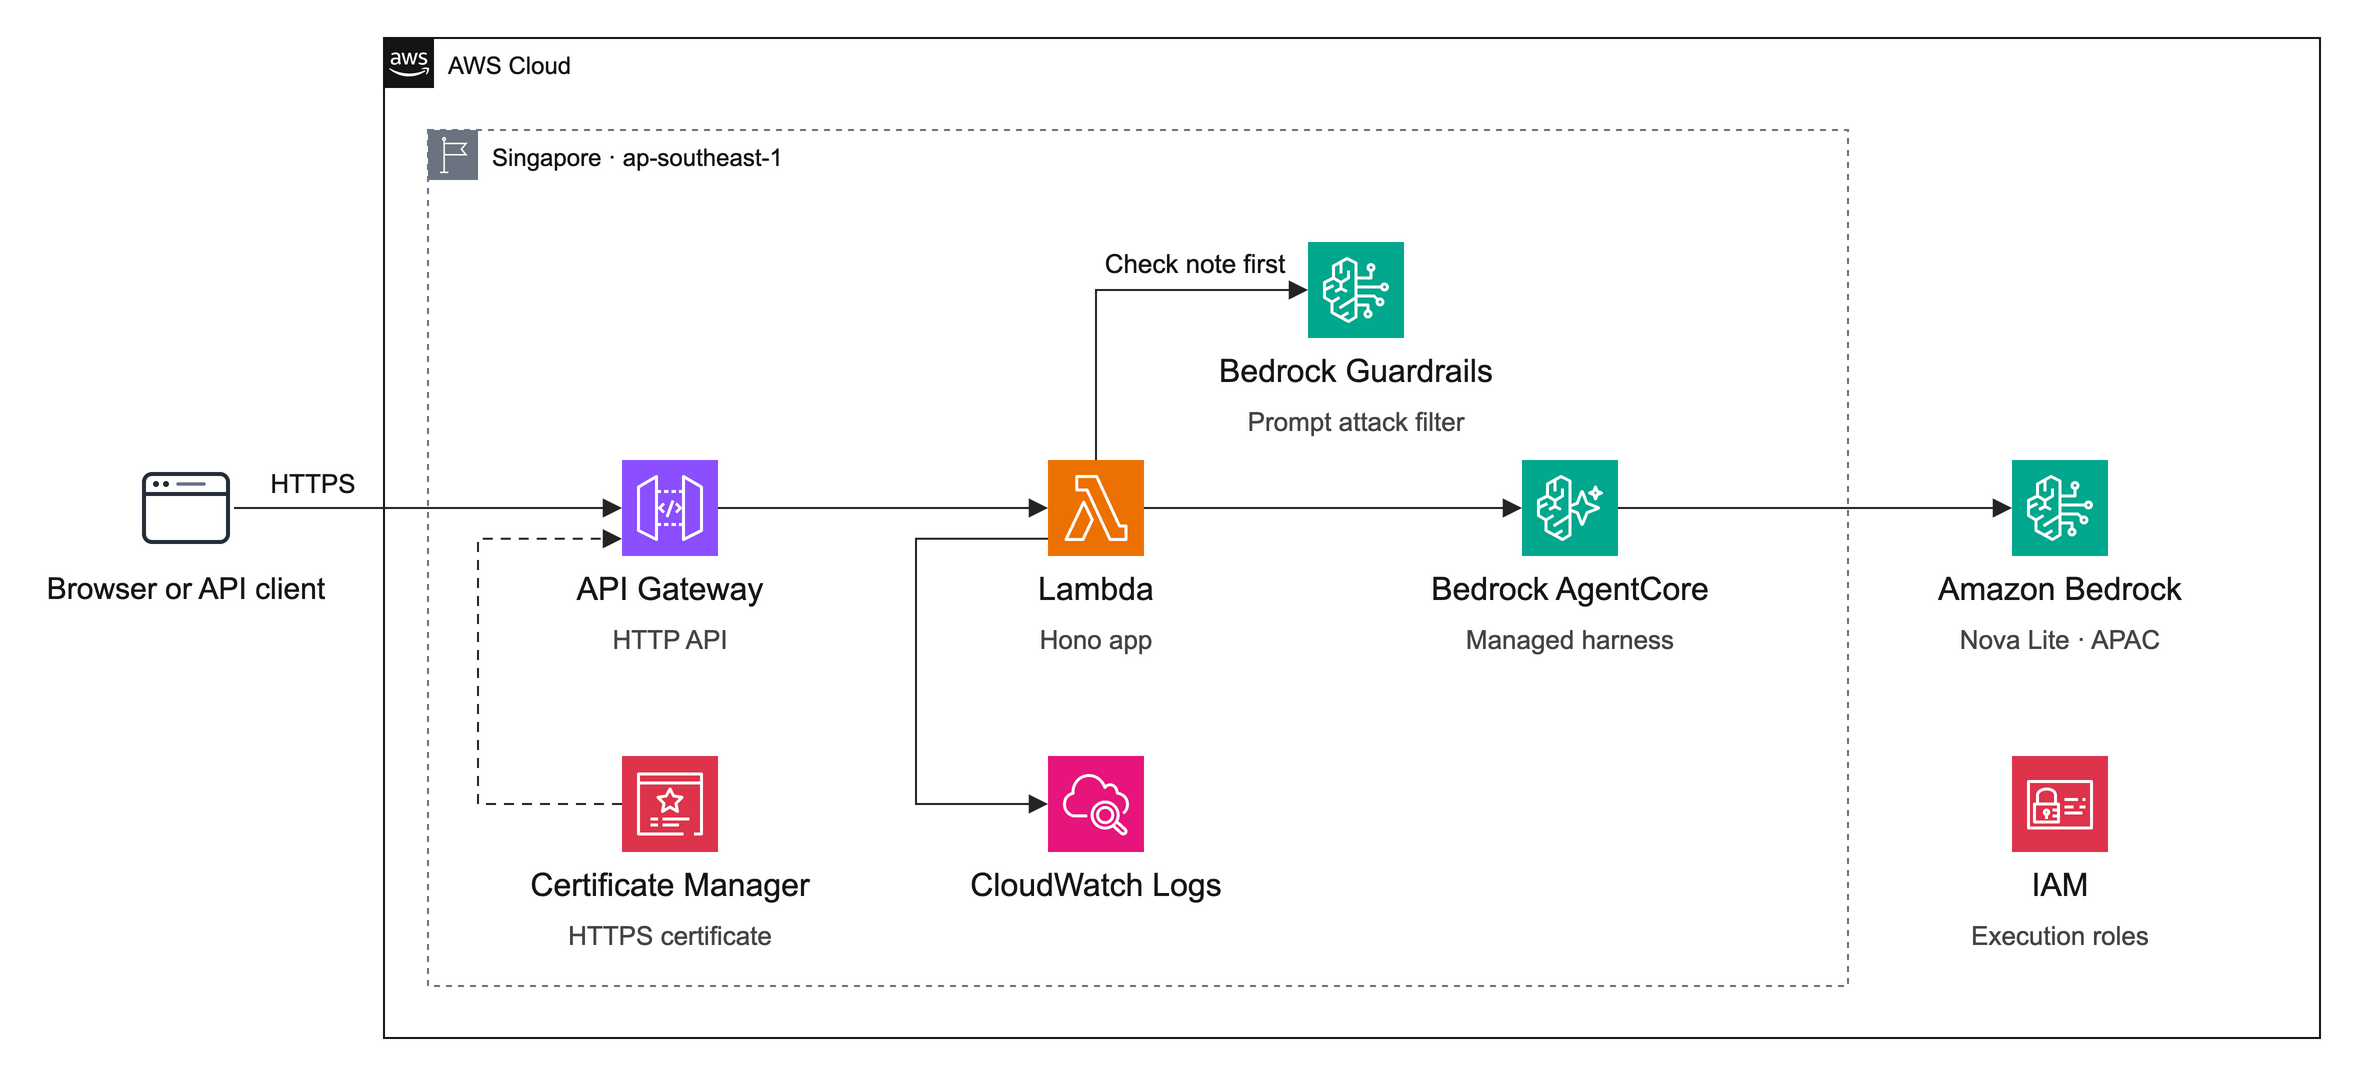 aws
AWS Cloud
Singapore · ap-southeast-1
Check note first
Bedrock Guardrails
Prompt attack filter
HTTPS
Browser or API client
API Gateway
HTTP API
Lambda
Hono app
Bedrock AgentCore
Managed harness
Amazon Bedrock
Nova Lite · APAC
Certificate Manager
HTTPS certificate
CloudWatch Logs
IAM
Execution roles